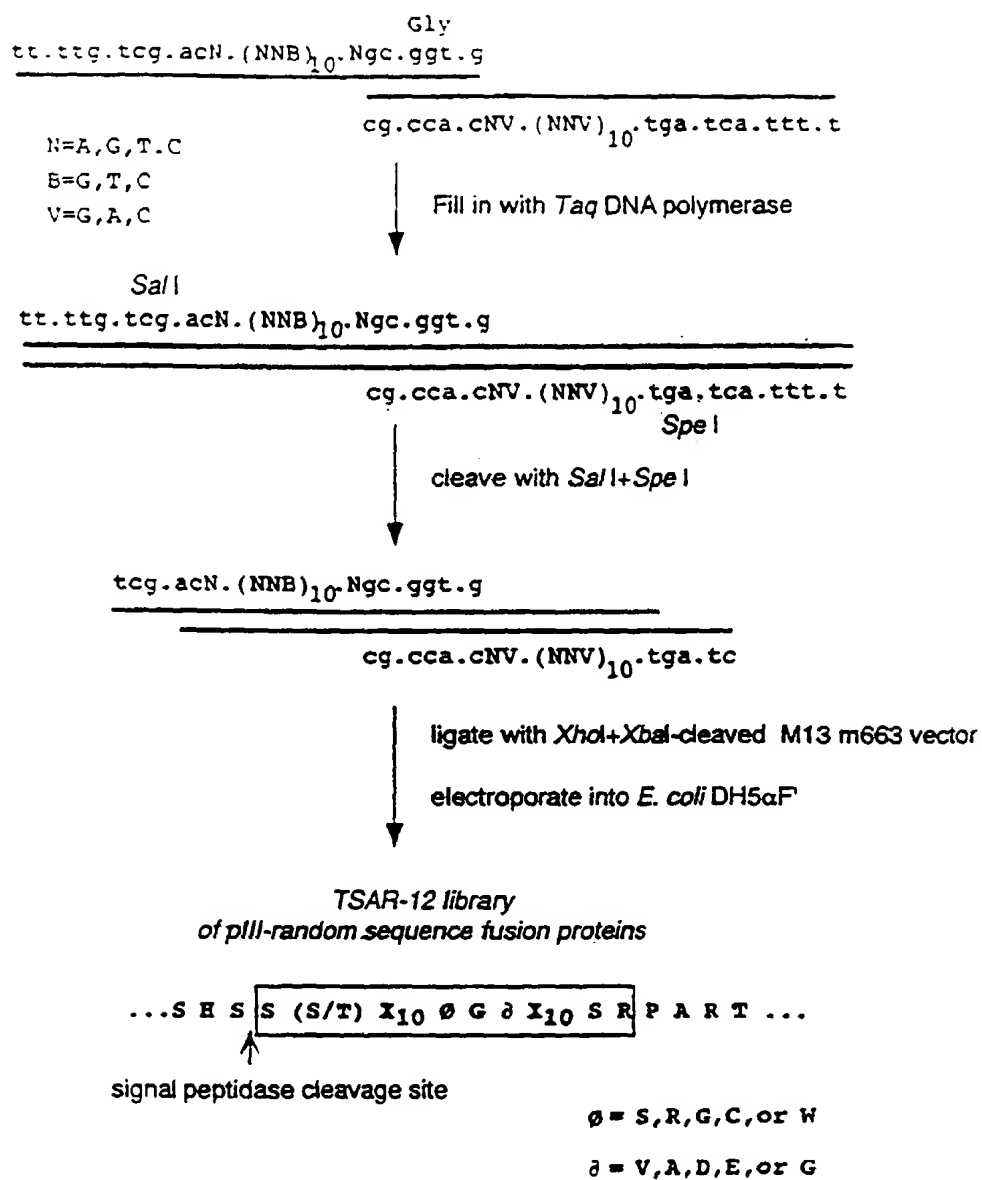 Gly
tt.ttg.tcg.acN.(NNB)10.Ngc.ggt.g
cg.cca.cNV.(NNV)10.tga.tca.ttt.t
N=A,G,T.C
B=G,T,C
V=G,A,C
Fill in with Taq DNA polymerase
Sal I
tt.ttg.tcg.acN.(NNB)10.Ngc.ggt.g
cg.cca.cNV.(NNV)10.tga.tca.ttt.t
Spe I
cleave with Sal I+Spe I
tcg.acN.(NNB)10.Ngc.ggt.g
cg.cca.cNV.(NNV)10.tga.tc
ligate with XhoI+XbaI-cleaved M13 m663 vector
electroporate into E. coli DH5αF'
TSAR-12 library
of pIII-random sequence fusion proteins
...S H S S (S/T) X10 ø G ∂ X10 S R P A R T ...
signal peptidase cleavage site
ø = S,R,G,C,or W
∂ = V,A,D,E,or G